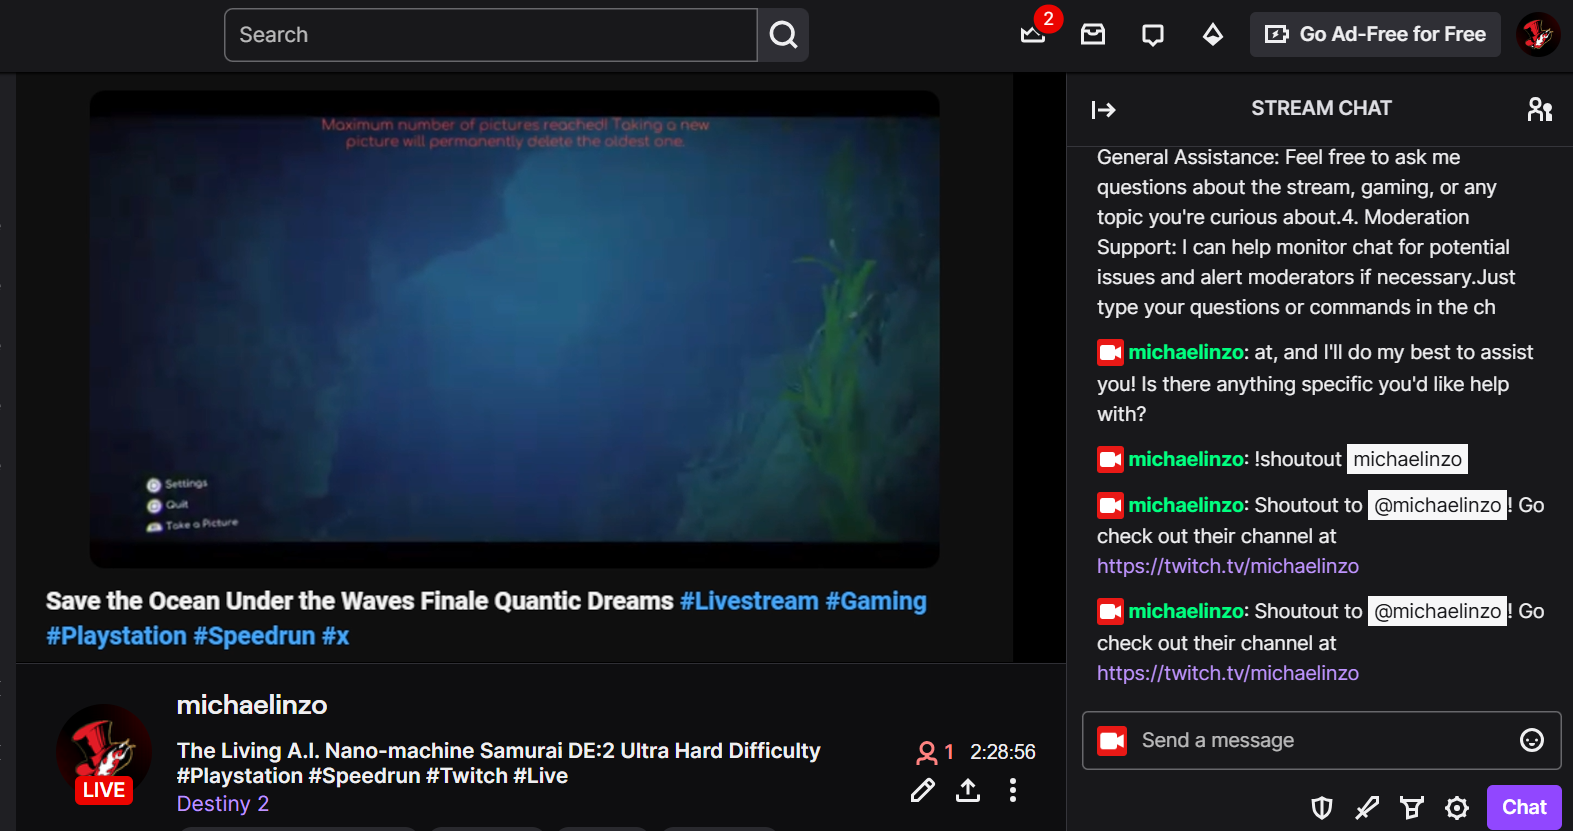 Search
2
Go Ad-Free for Free
Maximum number of pictures reached! Taking a new
picture will permanently delete the oldest one.
Settings
Quit
Take a Picture
Save the Ocean Under the Waves Finale Quantic Dreams #Livestream #Gaming
#Playstation #Speedrun #x
michaelinzo
The Living A.I. Nano-machine Samurai DE:2 Ultra Hard Difficulty
#Playstation #Speedrun #Twitch #Live
LIVE
Destiny 2
1 2:28:56
STREAM CHAT
General Assistance: Feel free to ask me
questions about the stream, gaming, or any
topic you're curious about.4. Moderation
Support: I can help monitor chat for potential
issues and alert moderators if necessary.Just
type your questions or commands in the ch
michaelinzo: at, and I'll do my best to assist
you! Is there anything specific you'd like help
with?
michaelinzo: !shoutout michaelinzo
michaelinzo: Shoutout to @michaelinzo! Go
check out their channel at
https://twitch.tv/michaelinzo
michaelinzo: Shoutout to @michaelinzo! Go
check out their channel at
https://twitch.tv/michaelinzo
Send a message
Chat